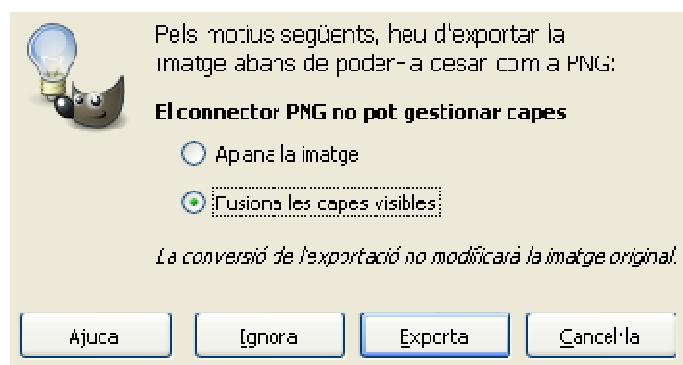 Pels motius següents, heu d'exportar la
imatge abans de poder-la desar com a PNG:
El connector PNG no pot gestionar capes
Aplana la imatge
Fusiona les capes visibles
La conversió de l'exportació no modificarà la imatge original.
Ajuda
Ignora
Exporta
Cancel·la